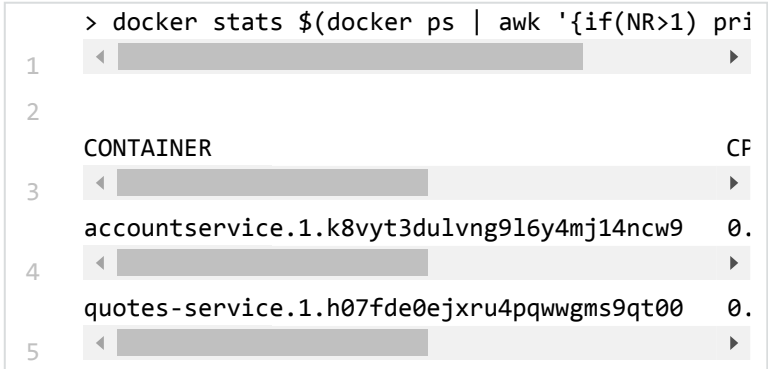 > docker stats $(docker ps | awk '{if(NR>1) pri
1
2
CONTAINER CP
3
accountservice.1.k8vyt3dulvng9l6y4mj14ncw9 0.
4
quotes-service.1.h07fde0ejxru4pqwwgms9qt00 0.
5